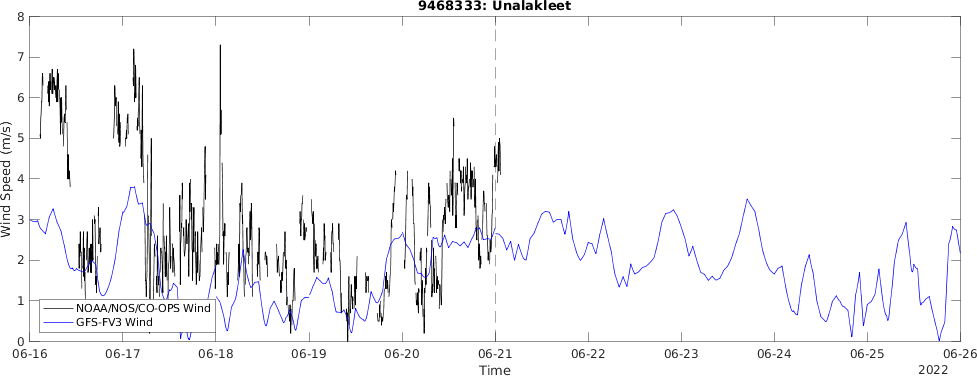 9468333: Unalakleet
8
7
6
5
4
3
2
1
0
Wind Speed (m/s)
NOAA/NOS/CO-OPS Wind
GFS-FV3 Wind
06-16 06-17 06-18 06-19 06-20 06-21 06-22 06-23 06-24 06-25 06-26
Time
2022